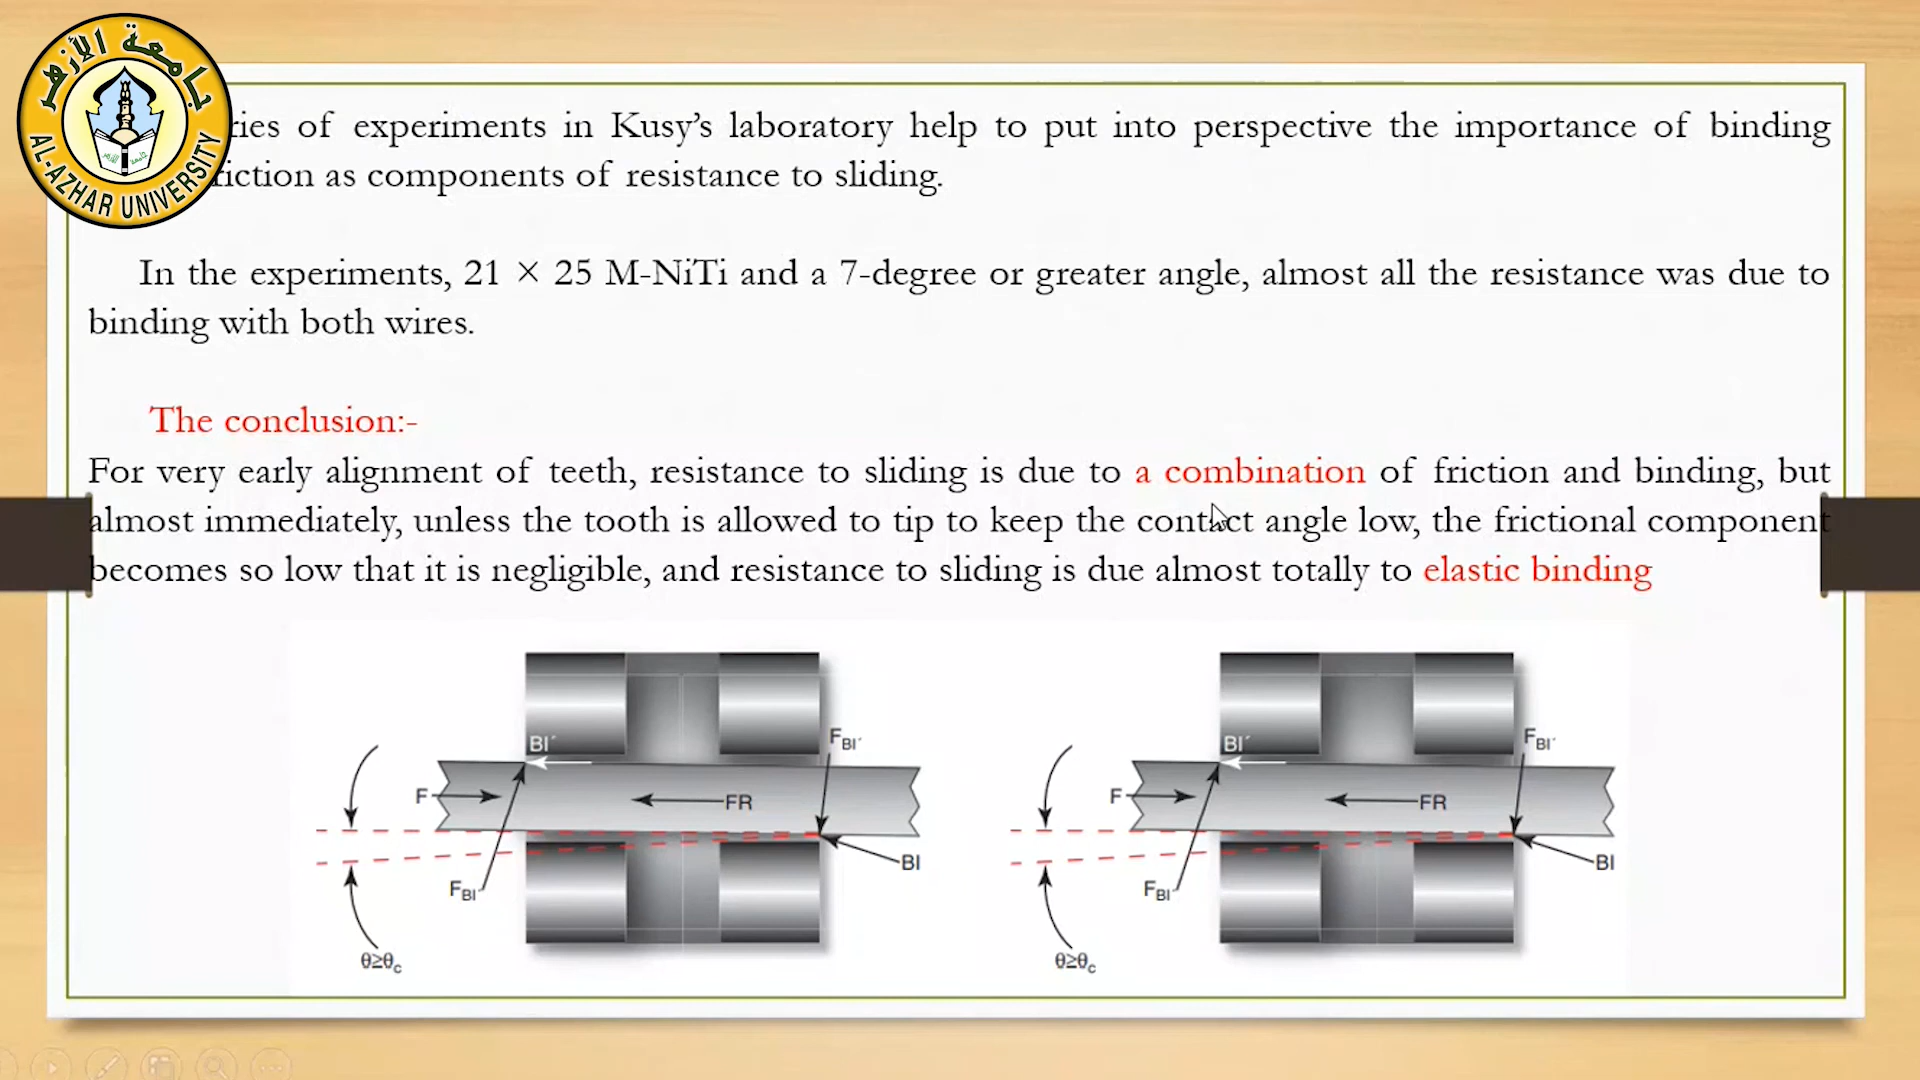 جامعة الأزهر
AL-AZHAR UNIVERSITY
ries of experiments in Kusy's laboratory help to put into perspective the importance of binding
riction as components of resistance to sliding.
In the experiments, 21 × 25 M-NiTi and a 7-degree or greater angle, almost all the resistance was due to
binding with both wires.
The conclusion:-
For very early alignment of teeth, resistance to sliding is due to a combination of friction and binding, but
almost immediately, unless the tooth is allowed to tip to keep the contact angle low, the frictional component
becomes so low that it is negligible, and resistance to sliding is due almost totally to elastic binding
BI´ FBI´ BI´ FBI´
F FR F FR
BI BI
FBI FBI
θ≥θc θ≥θc